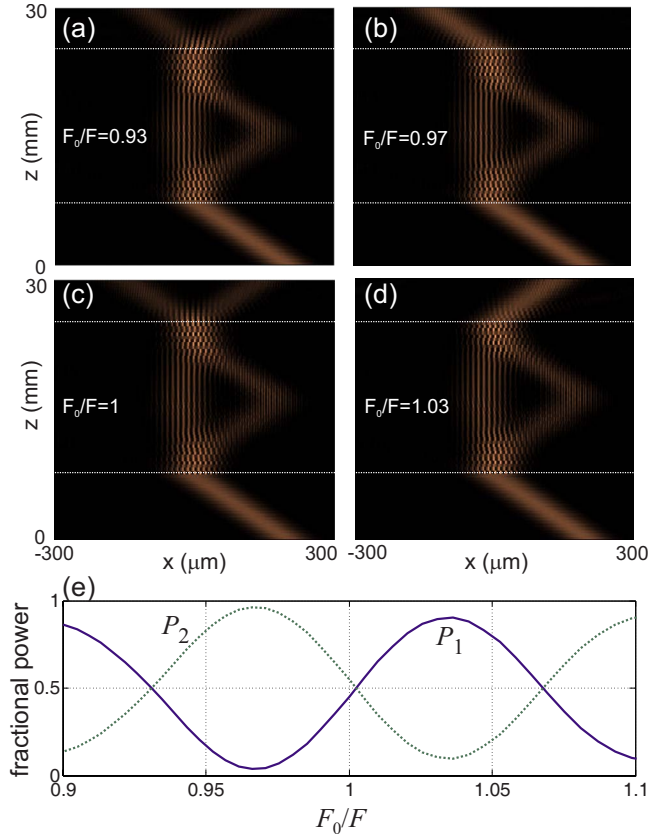 30
(a)
(b)
F₀/F=0.93
F₀/F=0.97
z (mm)
0
30
(c)
(d)
F₀/F=1
F₀/F=1.03
z (mm)
0
-300
x (μm)
300
-300
x (μm)
300
(e)
1
P₂
P₁
0.5
fractional power
0
0.9
0.95
1
1.05
1.1
F₀/F